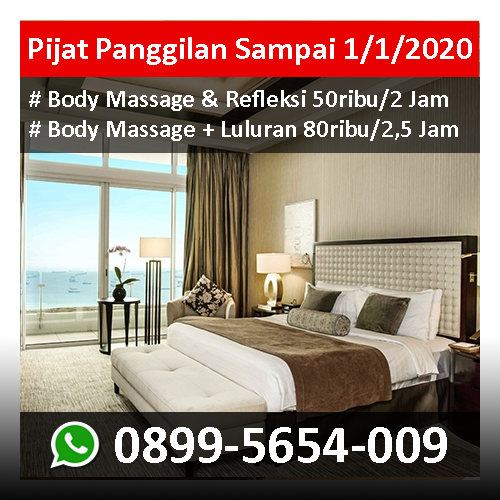 Pijat Panggilan Sampai 1/1/2020
# Body Massage & Refleksi 50ribu/2 Jam
# Body Massage + Luluran 80ribu/2,5 Jam
0899-5654-009